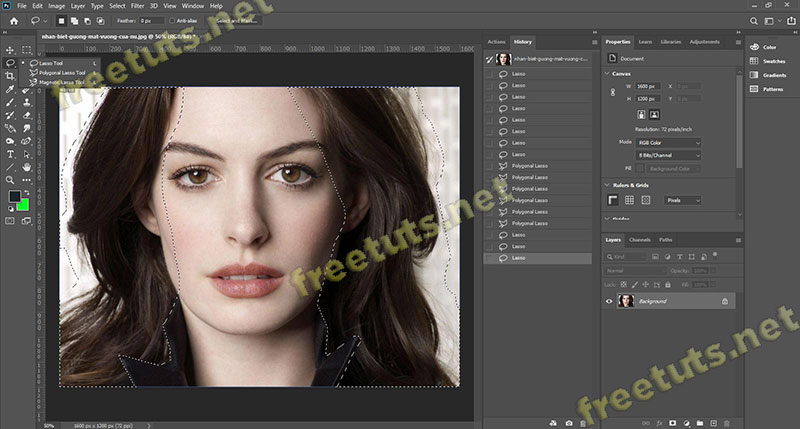 File Edit Image Layer Type Select Filter 3D View Window Help
Feather: 0 px Anti-alias Select and Mask...
nhan-biet-guong-mat-vuong-cua-nu.jpg @ 50% (RGB/8#) *
Lasso Tool L
Polygonal Lasso Tool L
Magnetic Lasso Tool L
Actions History
nhan-biet-guong-mat-vuong-c...
Lasso
Lasso
Lasso
Lasso
Lasso
Lasso
Lasso
Lasso
Polygonal Lasso
Polygonal Lasso
Polygonal Lasso
Polygonal Lasso
Polygonal Lasso
Polygonal Lasso
Lasso
Lasso
Lasso
Properties Learn Libraries Adjustments
Document
Canvas
W 1600 px X 0 px
H 1200 px Y 0 px
Resolution: 72 pixels/inch
Mode RGB Color
8 Bits/Channel
Fill Background Color
Rulers & Grids
Pixels
Guides
Layers Channels Paths
Kind
Normal Opacity: 100%
Lock: Fill: 100%
Background
Color
Swatches
Gradients
Patterns
50% 1600 px x 1200 px (72 ppi)
freetuts.net
freetuts.net
freetuts.net